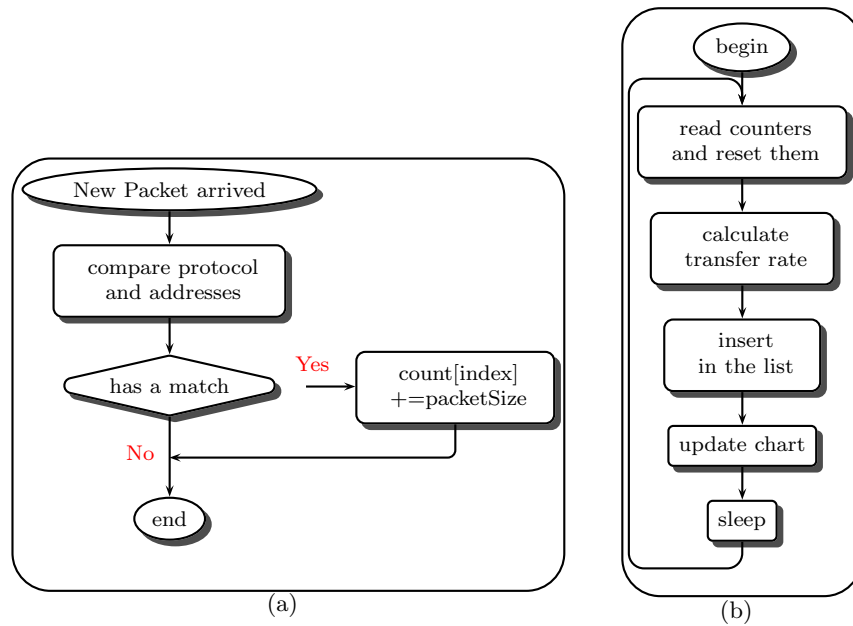 New Packet arrived
compare protocol
and addresses
has a match
Yes
count[index]
+=packetSize
No
end
(a)
begin
read counters
and reset them
calculate
transfer rate
insert
in the list
update chart
sleep
(b)